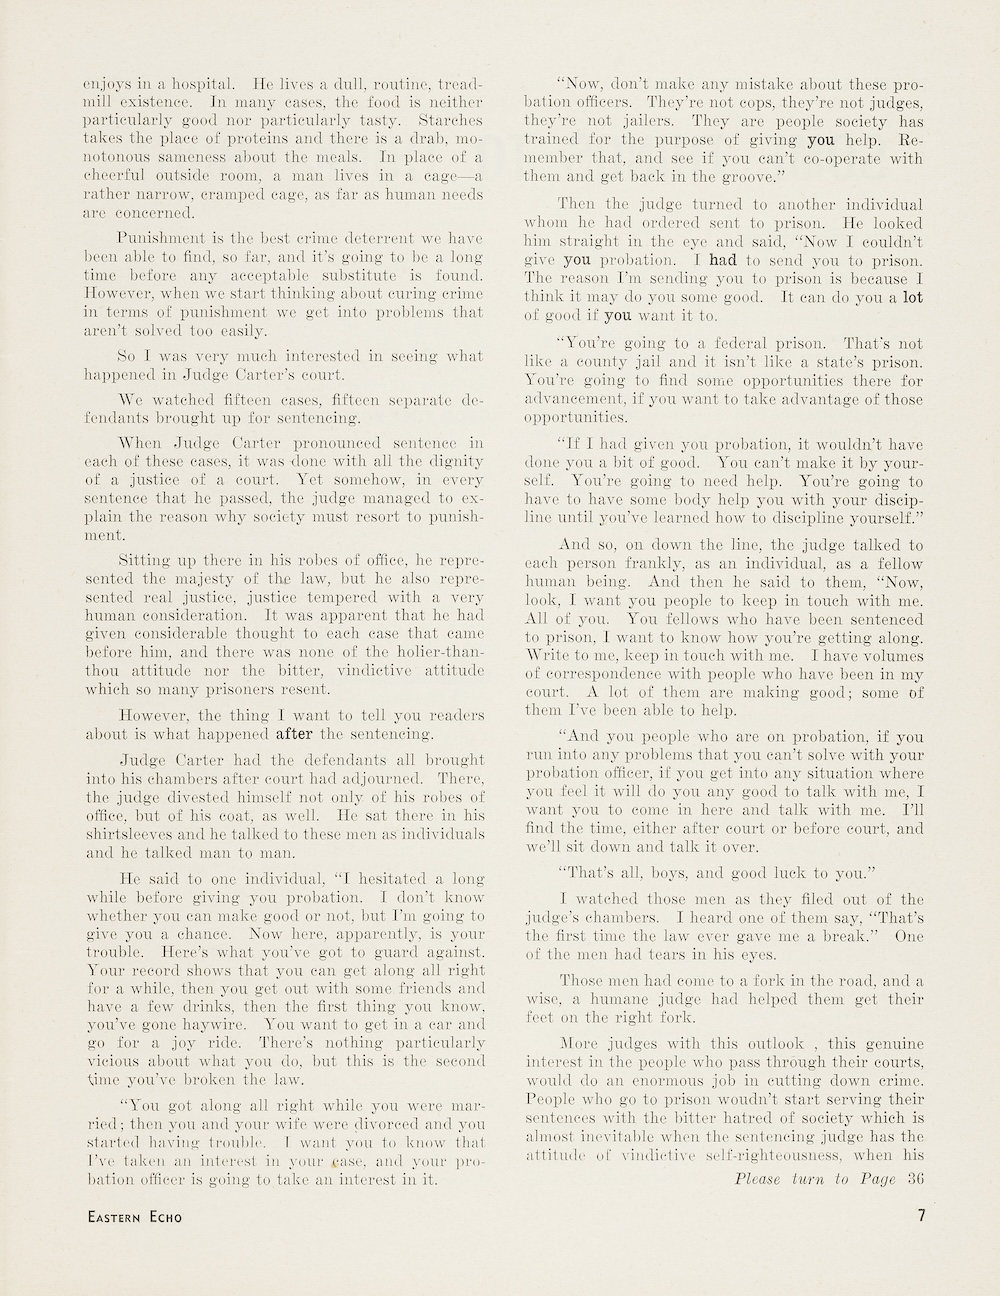 enjoys in a hospital. He lives a dull, routine, tread-
mill existence. In many cases, the food is neither
particularly good nor particularly tasty. Starches
takes the place of proteins and there is a drab, mo-
notonous sameness about the meals. In place of a
cheerful outside room, a man lives in a cage—a
rather narrow, cramped cage, as far as human needs
are concerned.
Punishment is the best crime deterrent we have
been able to find, so far, and it's going to be a long
time before any acceptable substitute is found.
However, when we start thinking about curing crime
in terms of punishment we get into problems that
aren't solved too easily.
So I was very much interested in seeing what
happened in Judge Carter's court.
We watched fifteen cases, fifteen separate de-
fendants brought up for sentencing.
When Judge Carter pronounced sentence in
each of these cases, it was done with all the dignity
of a justice of a court. Yet somehow, in every
sentence that he passed, the judge managed to ex-
plain the reason why society must resort to punish-
ment.
Sitting up there in his robes of office, he repre-
sented the majesty of the law, but he also repre-
sented real justice, justice tempered with a very
human consideration. It was apparent that he had
given considerable thought to each case that came
before him, and there was none of the holier-than-
thou attitude nor the bitter, vindictive attitude
which so many prisoners resent.
However, the thing I want to tell you readers
about is what happened after the sentencing.
Judge Carter had the defendants all brought
into his chambers after court had adjourned. There,
the judge divested himself not only of his robes of
office, but of his coat, as well. He sat there in his
shirtsleeves and he talked to these men as individuals
and he talked man to man.
He said to one individual, “I hesitated a long
while before giving you probation. I don't know
whether you can make good or not, but I'm going to
give you a chance. Now here, apparently, is your
trouble. Here's what you've got to guard against.
Your record shows that you can get along all right
for a while, then you get out with some friends and
have a few drinks, then the first thing you know,
you've gone haywire. You want to get in a car and
go for a joy ride. There's nothing particularly
vicious about what you do, but this is the second
time you've broken the law.
“You got along all right while you were mar-
ried; then you and your wife were divorced and you
started having trouble. I want you to know that
I've taken an interest in your case, and your pro-
bation officer is going to take an interest in it.
“Now, don't make any mistake about these pro-
bation officers. They're not cops, they're not judges,
they're not jailers. They are people society has
trained for the purpose of giving you help. Re-
member that, and see if you can't co-operate with
them and get back in the groove.”
Then the judge turned to another individual
whom he had ordered sent to prison. He looked
him straight in the eye and said, “Now I couldn't
give you probation. I had to send you to prison.
The reason I'm sending you to prison is because I
think it may do you some good. It can do you a lot
of good if you want it to.
“You're going to a federal prison. That's not
like a county jail and it isn't like a state's prison.
You're going to find some opportunities there for
advancement, if you want to take advantage of those
opportunities.
“If I had given you probation, it wouldn't have
done you a bit of good. You can't make it by your-
self. You're going to need help. You're going to
have to have some body help you with your discip-
line until you've learned how to discipline yourself.”
And so, on down the line, the judge talked to
each person frankly, as an individual, as a fellow
human being. And then he said to them, “Now,
look, I want you people to keep in touch with me.
All of you. You fellows who have been sentenced
to prison, I want to know how you're getting along.
Write to me, keep in touch with me. I have volumes
of correspondence with people who have been in my
court. A lot of them are making good; some of
them I've been able to help.
“And you people who are on probation, if you
run into any problems that you can't solve with your
probation officer, if you get into any situation where
you feel it will do you any good to talk with me, I
want you to come in here and talk with me. I'll
find the time, either after court or before court, and
we'll sit down and talk it over.
“That's all, boys, and good luck to you.”
I watched those men as they filed out of the
judge's chambers. I heard one of them say, “That's
the first time the law ever gave me a break.” One
of the men had tears in his eyes.
Those men had come to a fork in the road, and a
wise, a humane judge had helped them get their
feet on the right fork.
More judges with this outlook , this genuine
interest in the people who pass through their courts,
would do an enormous job in cutting down crime.
People who go to prison woudn't start serving their
sentences with the bitter hatred of society which is
almost inevitable when the sentencing judge has the
attitude of vindictive self-righteousness, when his
Please turn to Page 36
EASTERN ECHO
7